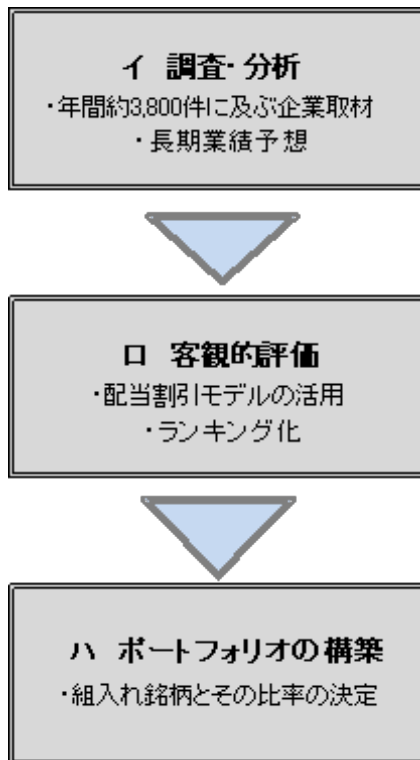 イ 調査・分析
・年間約3,800件に及ぶ企業取材
・長期業績予想
ロ 客観的評価
・配当割引モデルの活用
・ランキング化
ハ ポートフォリオの構築
・組入れ銘柄とその比率の決定